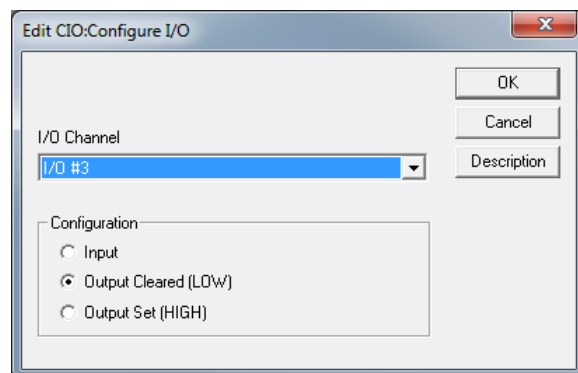 Edit CIO:Configure I/O
OK
Cancel
Description
I/O Channel
I/O #3
Configuration
Input
Output Cleared (LOW)
Output Set (HIGH)